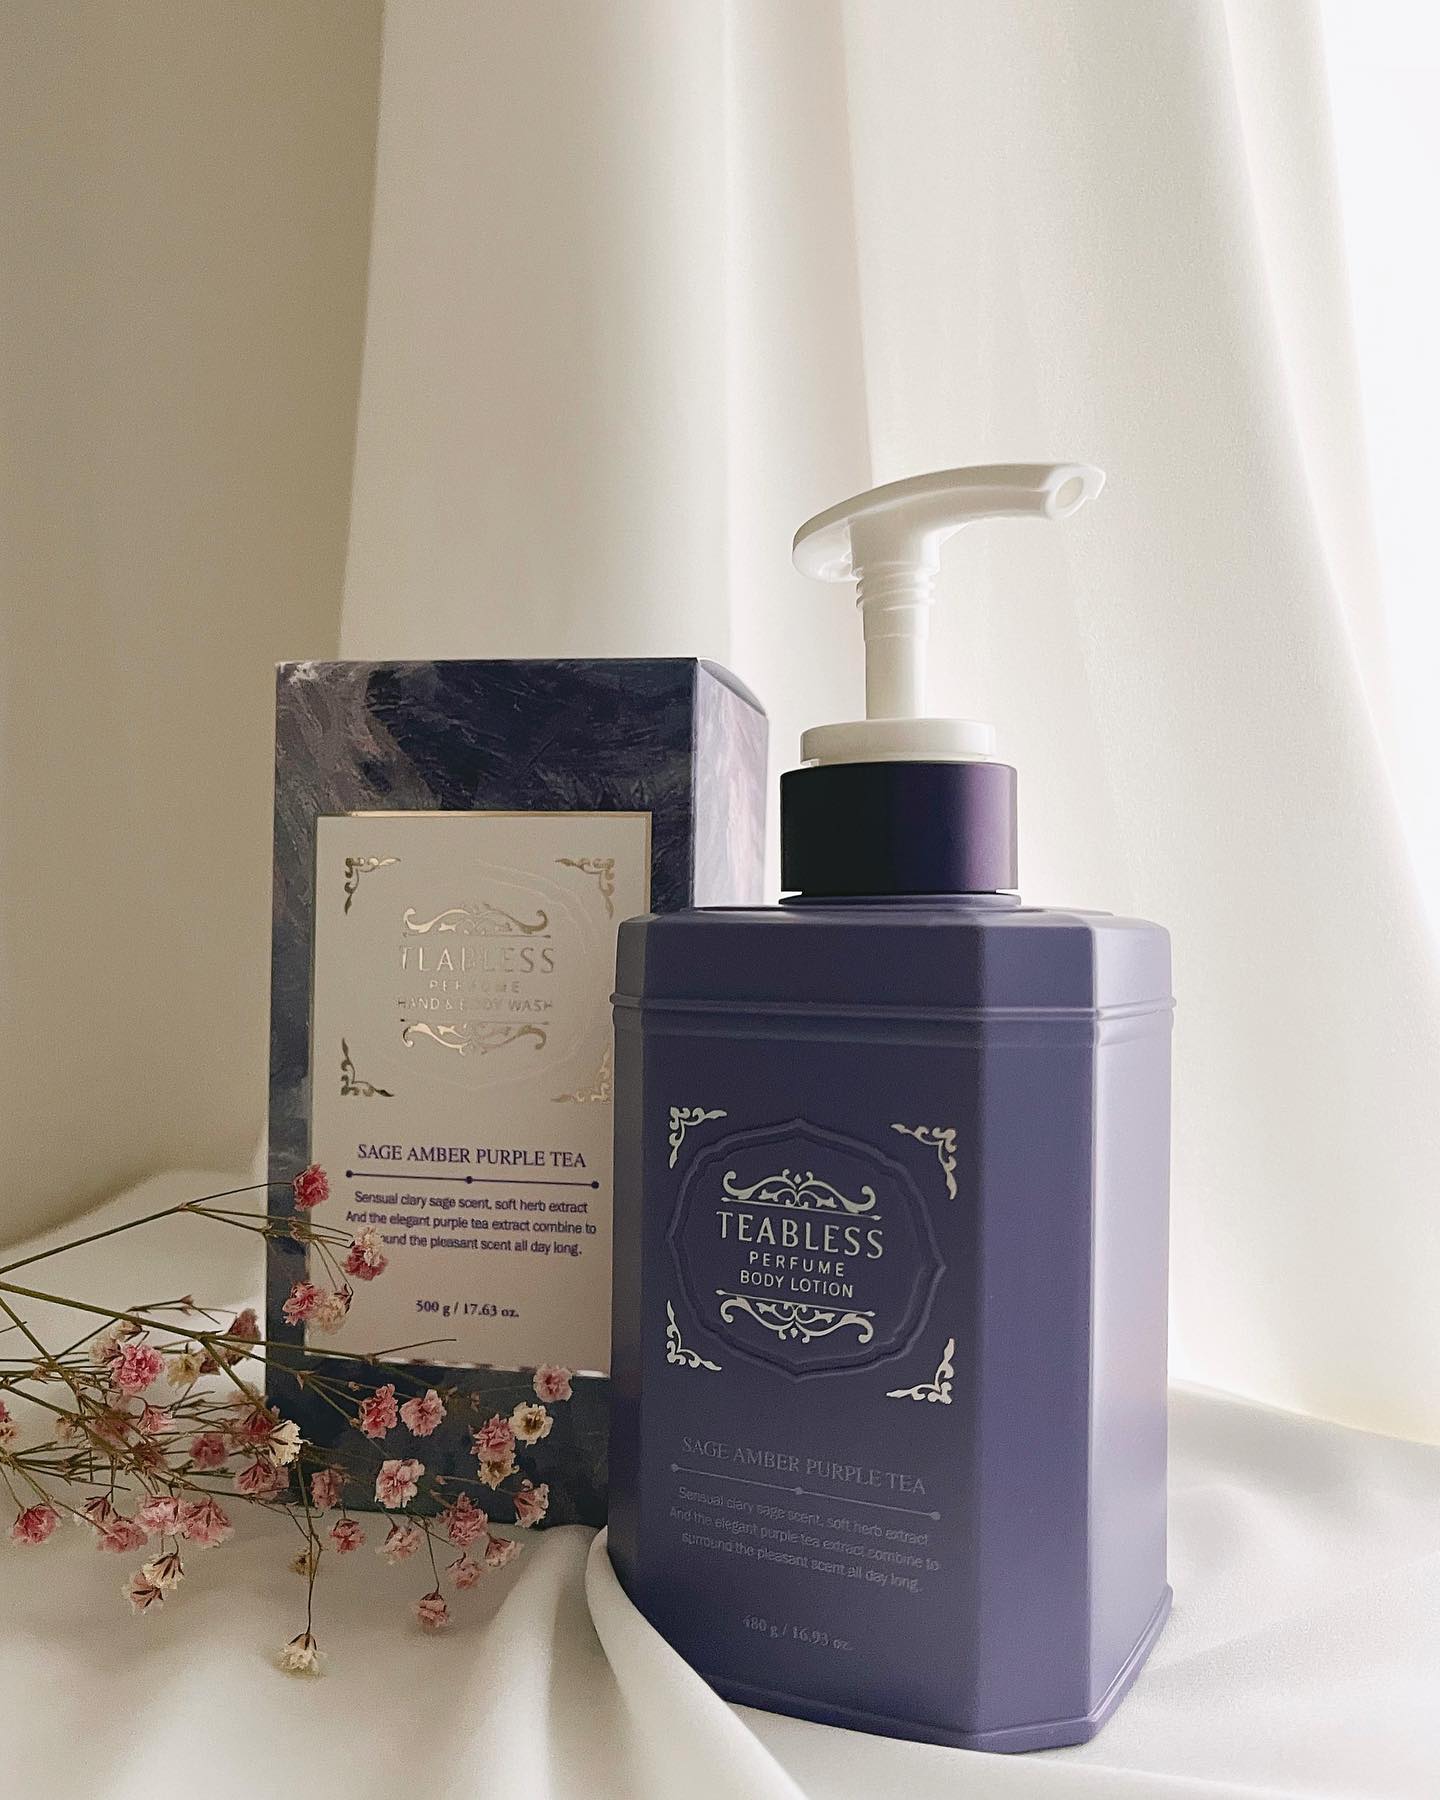 TEABLESS
PERFUME
HAND & BODY WASH
SAGE AMBER PURPLE TEA
Sensual clary sage scent, soft herb extract
And the elegant purple tea extract combine to
the pleasant scent all day long.
500 g / 17.63 oz.
TEABLESS
PERFUME
BODY LOTION
SAGE AMBER PURPLE TEA
Sensual clary sage scent, soft herb extract
And the elegant purple tea extract combine to
surround the pleasant scent all day long.
480 g / 16.93 oz.